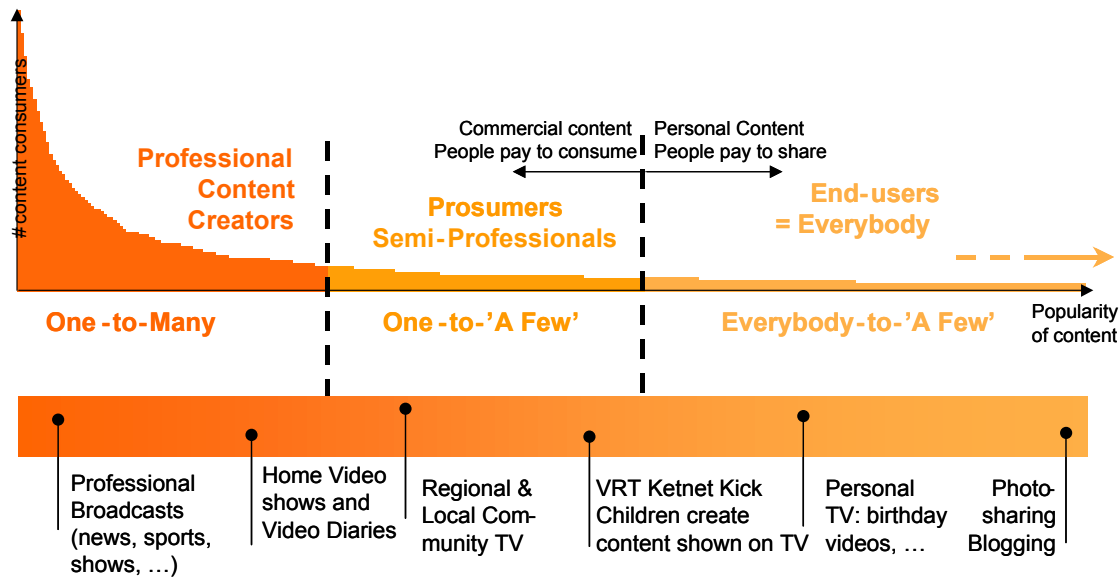 # content consumers
Commercial content
People pay to consume
Personal Content
People pay to share
Professional
Content
Creators
Prosumers
Semi-Professionals
End-users
= Everybody
One-to-Many
One-to-'A Few'
Everybody-to-'A Few'
Popularity
of content
Professional
Broadcasts
(news, sports,
shows, …)
Home Video
shows and
Video Diaries
Regional &
Local Com-
munity TV
VRT Ketnet Kick
Children create
content shown on TV
Personal
TV: birthday
videos, …
Photo-
sharing
Blogging